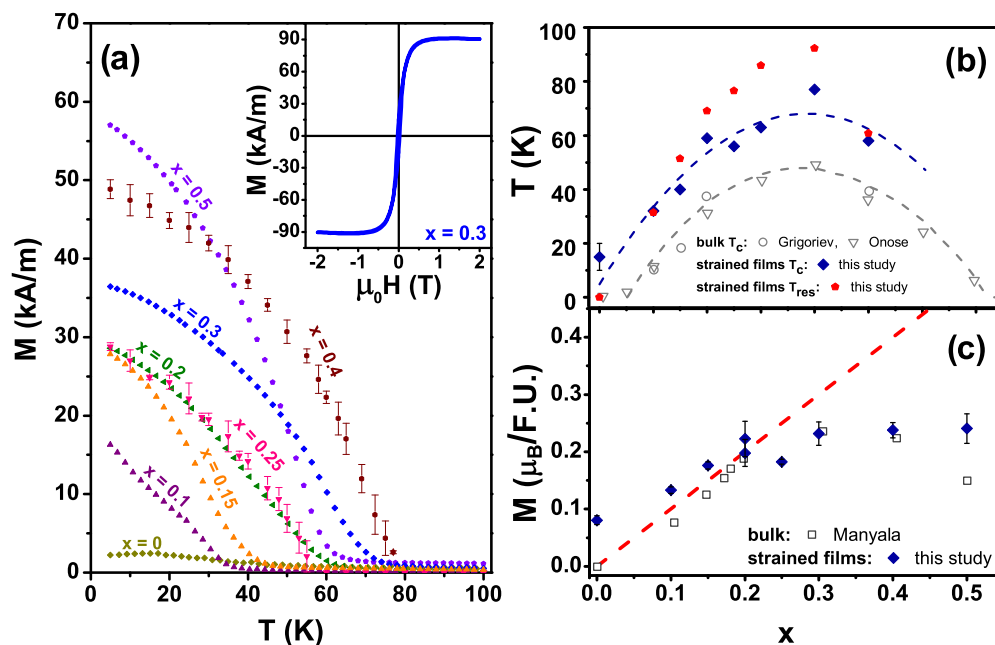 (a)
M (kA/m)
70
60
50
40
30
20
10
0
0
20
40
60
80
100
T (K)
x = 0.5
x = 0.4
x = 0.3
x = 0.2
x = 0.25
x = 0.15
x = 0.1
x = 0
M (kA/m)
90
60
30
0
-30
-60
-90
-2
-1
0
1
2
μ0H (T)
x = 0.3
(b)
T (K)
100
80
60
40
20
0
bulk Tc: Grigoriev, Onose
strained films Tc: this study
strained films Tres: this study
(c)
M (μB/F.U.)
0.4
0.3
0.2
0.1
0.0
bulk: Manyala
strained films: this study
0.0
0.1
0.2
0.3
0.4
0.5
x